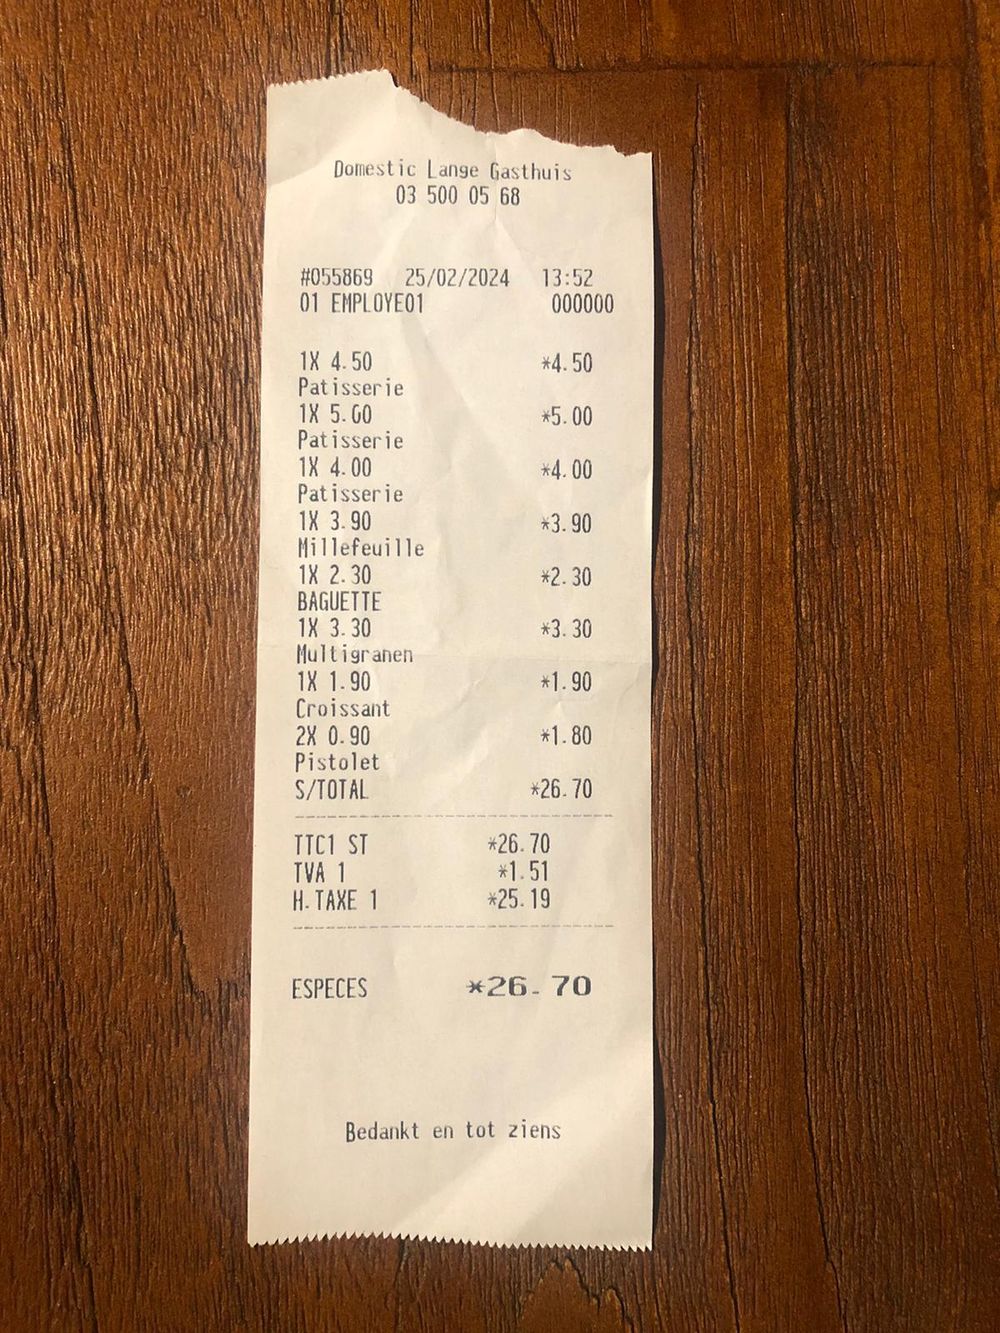 Domestic Lange Gasthuis
03 500 05 68
#055869 25/02/2024 13:52
01 EMPLOYE01 000000
1X 4.50 *4.50
Patisserie
1X 5.00 *5.00
Patisserie
1X 4.00 *4.00
Patisserie
1X 3.90 *3.90
Millefeuille
1X 2.30 *2.30
BAGUETTE
1X 3.30 *3.30
Multigranen
1X 1.90 *1.90
Croissant
2X 0.90 *1.80
Pistolet
S/TOTAL *26.70
TTC1 ST *26.70
TVA 1 *1.51
H.TAXE 1 *25.19
ESPECES *26.70
Bedankt en tot ziens